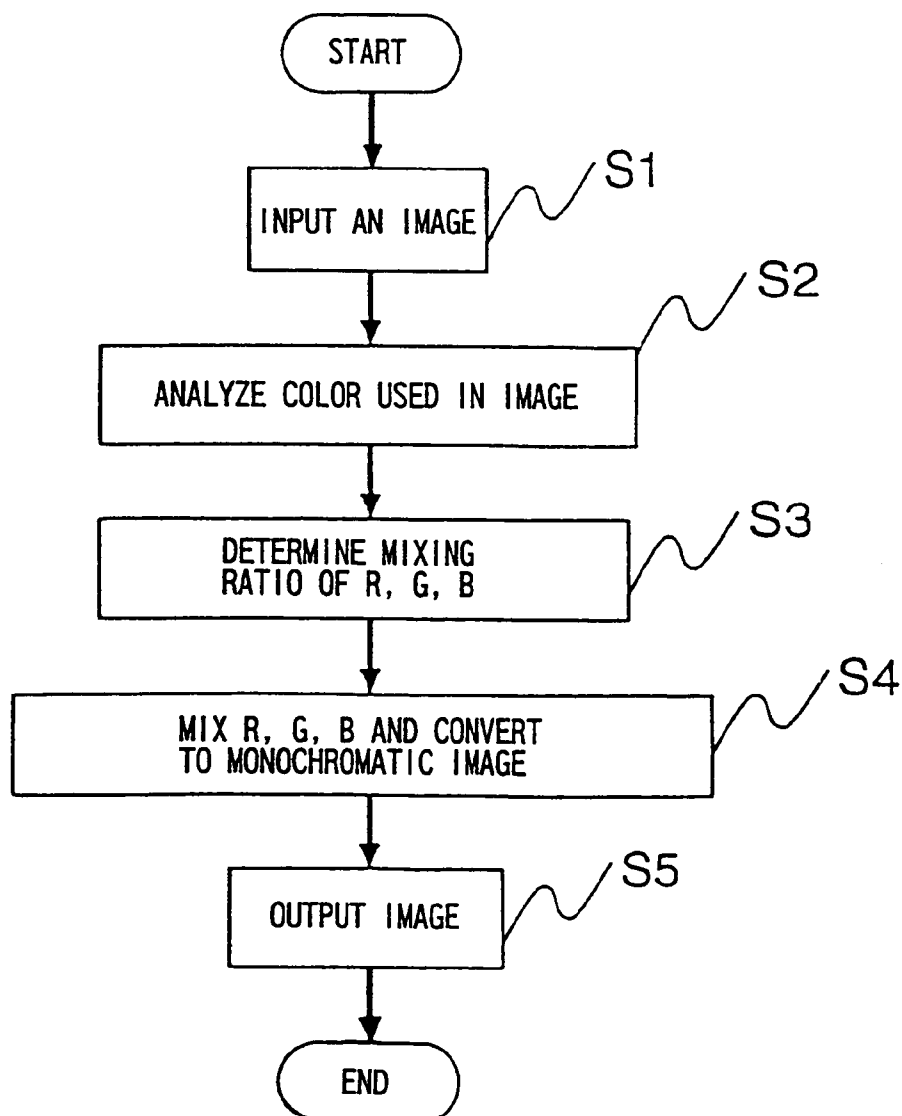 START
INPUT AN IMAGE
S1
ANALYZE COLOR USED IN IMAGE
S2
DETERMINE MIXING
RATIO OF R, G, B
S3
MIX R, G, B AND CONVERT
TO MONOCHROMATIC IMAGE
S4
OUTPUT IMAGE
S5
END